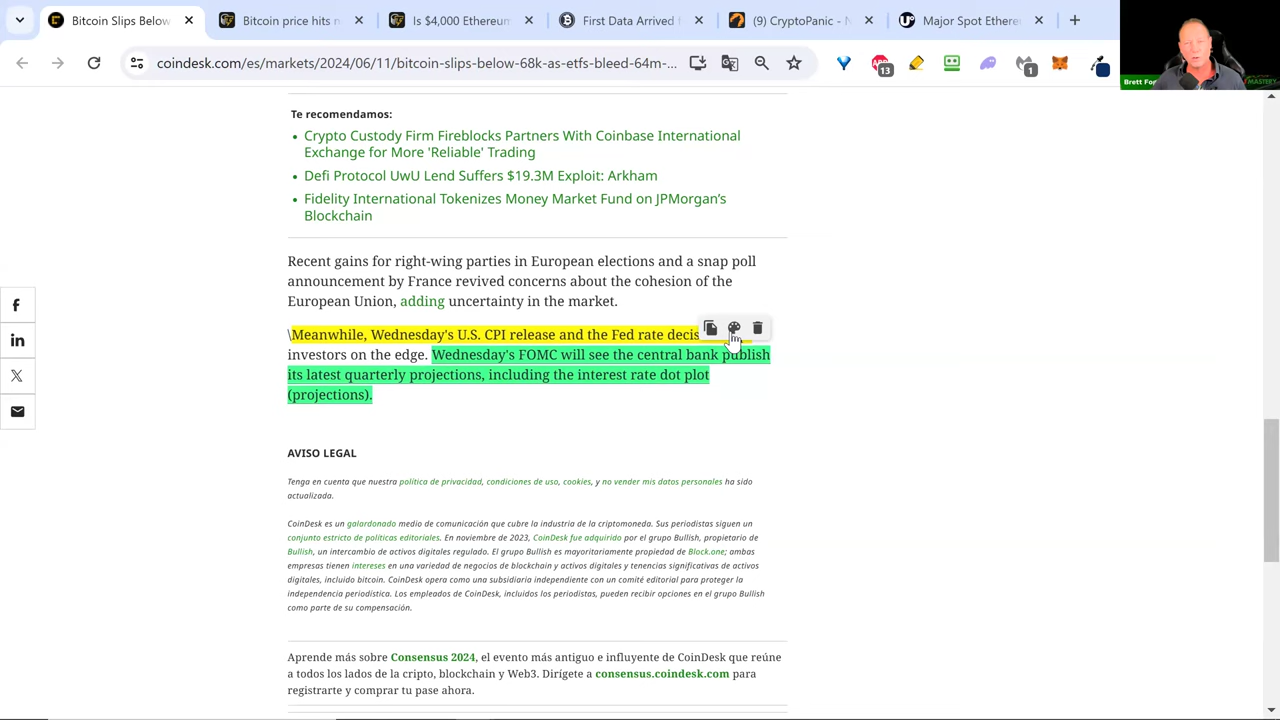 Bitcoin Slips Below
Bitcoin price hits n
Is $4,000 Ethereum
First Data Arrived f
(9) CryptoPanic - N
Major Spot Ethere
coindesk.com/es/markets/2024/06/11/bitcoin-slips-below-68k-as-etfs-bleed-64m-...
13
1
Brett Fo
MASTERY
Te recomendamos:
Crypto Custody Firm Fireblocks Partners With Coinbase International
Exchange for More 'Reliable' Trading
Defi Protocol UwU Lend Suffers $19.3M Exploit: Arkham
Fidelity International Tokenizes Money Market Fund on JPMorgan’s
Blockchain
Recent gains for right-wing parties in European elections and a snap poll
announcement by France revived concerns about the cohesion of the
European Union, adding uncertainty in the market.
\Meanwhile, Wednesday's U.S. CPI release and the Fed rate decis
investors on the edge. Wednesday's FOMC will see the central bank publish
its latest quarterly projections, including the interest rate dot plot
(projections).
AVISO LEGAL
Tenga en cuenta que nuestra política de privacidad, condiciones de uso, cookies, y no vender mis datos personales ha sido
actualizada.
CoinDesk es un galardonado medio de comunicación que cubre la industria de la criptomoneda. Sus periodistas siguen un
conjunto estricto de políticas editoriales. En noviembre de 2023, CoinDesk fue adquirido por el grupo Bullish, propietario de
Bullish, un intercambio de activos digitales regulado. El grupo Bullish es mayoritariamente propiedad de Block.one; ambas
empresas tienen intereses en una variedad de negocios de blockchain y activos digitales y tenencias significativas de activos
digitales, incluido bitcoin. CoinDesk opera como una subsidiaria independiente con un comité editorial para proteger la
independencia periodística. Los empleados de CoinDesk, incluidos los periodistas, pueden recibir opciones en el grupo Bullish
como parte de su compensación.
Aprende más sobre Consensus 2024, el evento más antiguo e influyente de CoinDesk que reúne
a todos los lados de la cripto, blockchain y Web3. Dirígete a consensus.coindesk.com para
registrarte y comprar tu pase ahora.